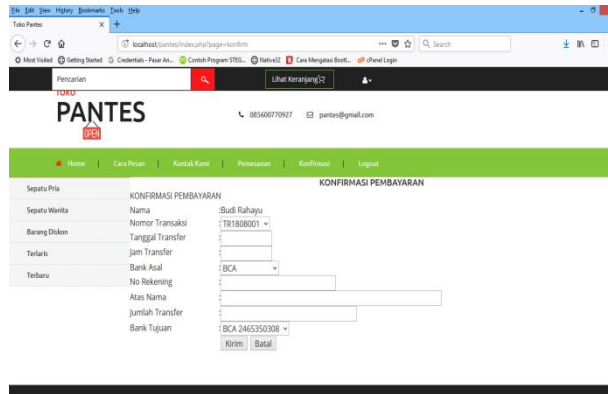 File Edit View History Bookmarks Tools Help
Toko Pantes
localhost/pantes/index.php?page=konfirm
Search
Most Visited Getting Started Credentials - Pasar An... Contoh Program STEG... Native32 Cara Mengatasi Bootl... cPanel Login
Pencarian Lihat Keranjang
TOKO
PANTES
OPEN
085600770927 pantes@gmail.com
Home | Cara Pesan | Kontak Kami | Pemesanan | Konfirmasi | Logout
KONFIRMASI PEMBAYARAN
Sepatu Pria
Sepatu Wanita
Barang Diskon
Terlaris
Terbaru
KONFIRMASI PEMBAYARAN
Nama :Budi Rahayu
Nomor Transaksi : TR1808001
Tanggal Transfer :
Jam Transfer :
Bank Asal : BCA
No Rekening :
Atas Nama :
Jumlah Transfer :
Bank Tujuan : BCA 2465350308
Kirim Batal